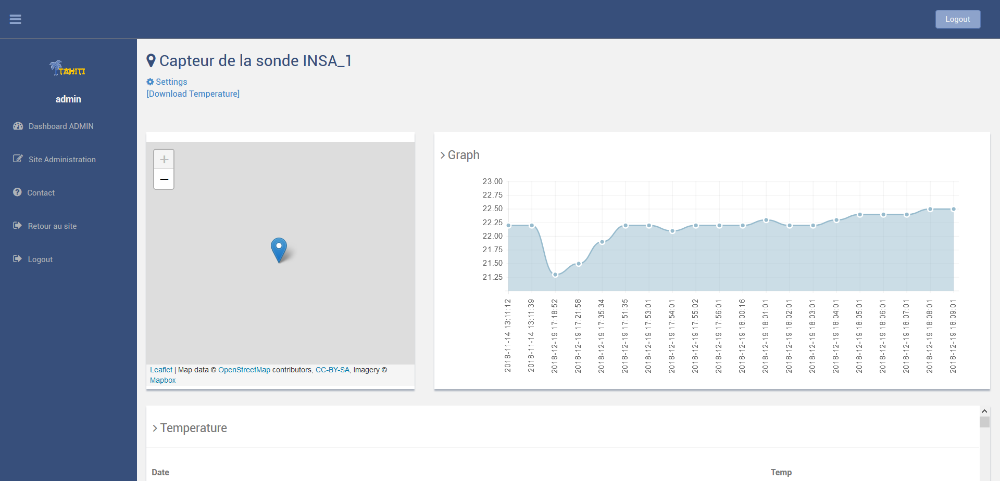 Logout
TAHITI
admin
Dashboard ADMIN
Site Administration
Contact
Retour au site
Logout
Capteur de la sonde INSA_1
Settings
[Download Temperature]
+
−
Leaflet | Map data © OpenStreetMap contributors, CC-BY-SA, Imagery ©
Mapbox
Graph
23.00
22.75
22.50
22.25
22.00
21.75
21.50
21.25
2018-11-14 13:11:12
2018-11-14 13:11:39
2018-12-19 17:18:52
2018-12-19 17:21:58
2018-12-19 17:35:34
2018-12-19 17:51:35
2018-12-19 17:53:01
2018-12-19 17:54:01
2018-12-19 17:55:02
2018-12-19 17:56:01
2018-12-19 18:00:16
2018-12-19 18:01:01
2018-12-19 18:02:01
2018-12-19 18:03:01
2018-12-19 18:04:01
2018-12-19 18:05:01
2018-12-19 18:06:01
2018-12-19 18:07:01
2018-12-19 18:08:01
2018-12-19 18:09:01
Temperature
Date Temp